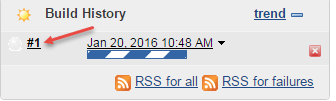 Build History trend
#1 Jan 20, 2016 10:48 AM
RSS for all RSS for failures